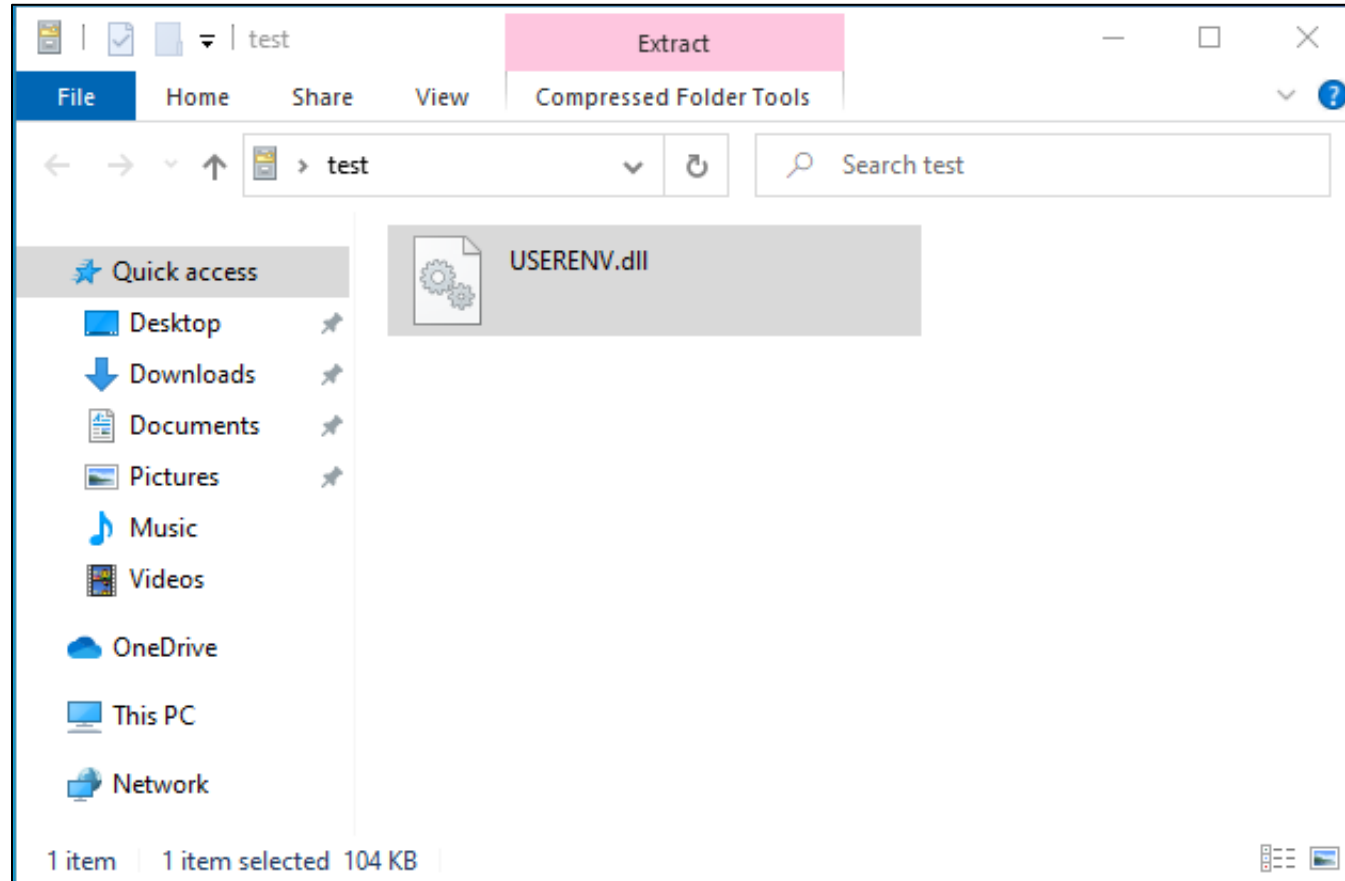 test
Extract
File Home Share View Compressed Folder Tools
?
test
Search test
USERENV.dll
Quick access
Desktop
Downloads
Documents
Pictures
Music
Videos
OneDrive
This PC
Network
1 item 1 item selected 104 KB